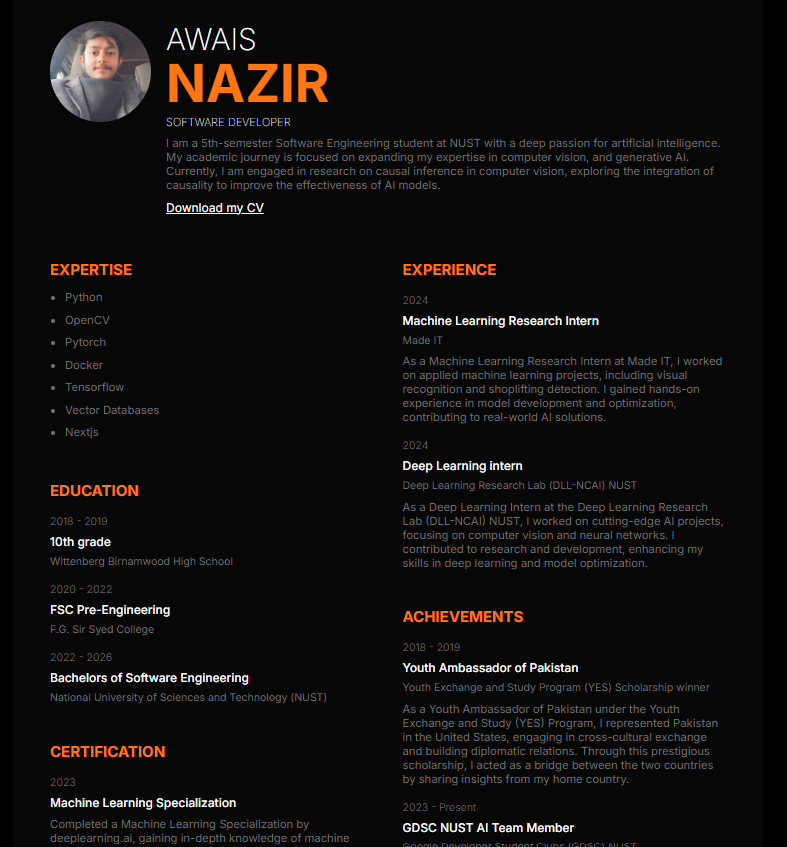 AWAIS
NAZIR
SOFTWARE DEVELOPER
I am a 5th-semester Software Engineering student at NUST with a deep passion for artificial intelligence.
My academic journey is focused on expanding my expertise in computer vision, and generative AI.
Currently, I am engaged in research on causal inference in computer vision, exploring the integration of
causality to improve the effectiveness of AI models.
Download my CV
EXPERTISE
Python
OpenCV
Pytorch
Docker
Tensorflow
Vector Databases
Nextjs
EDUCATION
2018 - 2019
10th grade
Wittenberg Birnamwood High School
2020 - 2022
FSC Pre-Engineering
F.G. Sir Syed College
2022 - 2026
Bachelors of Software Engineering
National University of Sciences and Technology (NUST)
CERTIFICATION
2023
Machine Learning Specialization
Completed a Machine Learning Specialization by
deeplearning.ai, gaining in-depth knowledge of machine
EXPERIENCE
2024
Machine Learning Research Intern
Made IT
As a Machine Learning Research Intern at Made IT, I worked
on applied machine learning projects, including visual
recognition and shoplifting detection. I gained hands-on
experience in model development and optimization,
contributing to real-world AI solutions.
2024
Deep Learning intern
Deep Learning Research Lab (DLL-NCAI) NUST
As a Deep Learning Intern at the Deep Learning Research
Lab (DLL-NCAI) NUST, I worked on cutting-edge AI projects,
focusing on computer vision and neural networks. I
contributed to research and development, enhancing my
skills in deep learning and model optimization.
ACHIEVEMENTS
2018 - 2019
Youth Ambassador of Pakistan
Youth Exchange and Study Program (YES) Scholarship winner
As a Youth Ambassador of Pakistan under the Youth
Exchange and Study (YES) Program, I represented Pakistan
in the United States, engaging in cross-cultural exchange
and building diplomatic relations. Through this prestigious
scholarship, I acted as a bridge between the two countries
by sharing insights from my home country.
2023 - Present
GDSC NUST AI Team Member
Google Developer Student Clubs (GDSC) NUST